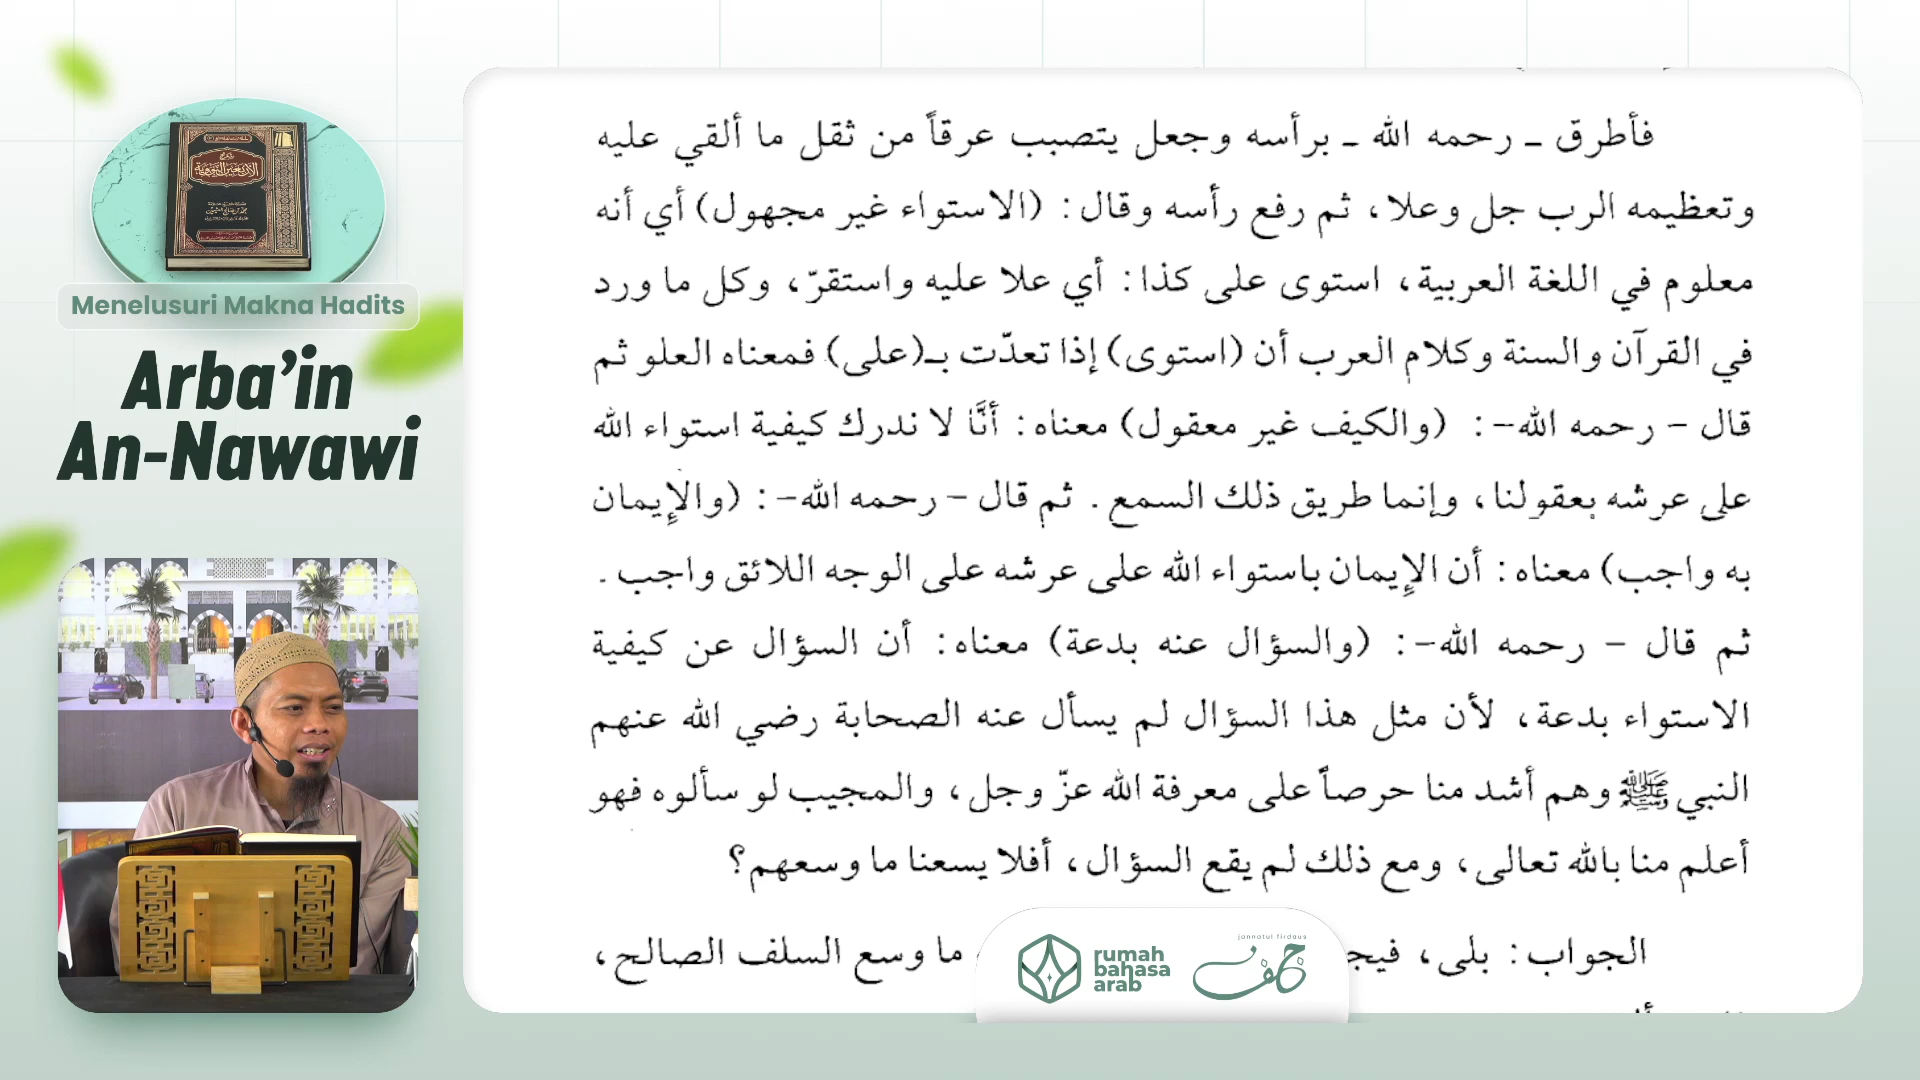 Menelusuri Makna Hadits
Arba'in
An-Nawawi
فأطرق ـ رحمه الله ـ برأسه وجعل يتصبب عرقاً من ثقل ما ألقي عليه
وتعظيمه الرب جل وعلا، ثم رفع رأسه وقال: (الاستواء غير مجهول) أي أنه
معلوم في اللغة العربية، استوى على كذا: أي علا عليه واستقرّ، وكل ما ورد
في القرآن والسنة وكلام العرب أن (استوى) إذا تعدّت بـ(على) فمعناه العلو ثم
قال – رحمه الله–: (والكيف غير معقول) معناه: أنَّا لا ندرك كيفية استواء الله
على عرشه بعقولنا، وإنما طريق ذلك السمع. ثم قال – رحمه الله–: (والإيمان
به واجب) معناه: أن الإيمان باستواء الله على عرشه على الوجه اللائق واجب.
ثم قال – رحمه الله–: (والسؤال عنه بدعة) معناه: أن السؤال عن كيفية
الاستواء بدعة، لأن مثل هذا السؤال لم يسأل عنه الصحابة رضي الله عنهم
النبي ﷺ وهم أشد منا حرصاً على معرفة الله عزّ وجل، والمجيب لو سألوه فهو
أعلم منا بالله تعالى، ومع ذلك لم يقع السؤال، أفلا يسعنا ما وسعهم؟
الجواب: بلى، ما وسع السلف الصالح،
rumah
bahasa
arab
jannatul firdaus